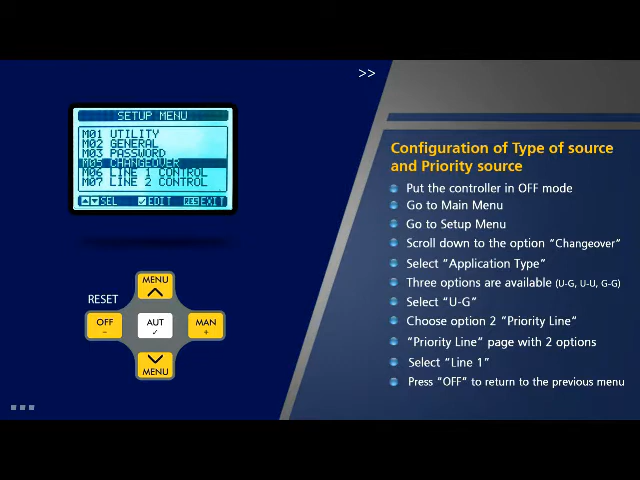 >>
SETUP MENU
M01 UTILITY
M02 GENERAL
M03 PASSWORD
M05 CHANGEOVER
M06 LINE 1 CONTROL
M07 LINE 2 CONTROL
▲▼SEL ✓EDIT RES EXIT
RESET
MENU
OFF
–
AUT
✓
MAN
+
MENU
Configuration of Type of source
and Priority source
Put the controller in OFF mode
Go to Main Menu
Go to Setup Menu
Scroll down to the option "Changeover"
Select "Application Type"
Three options are available (U-G, U-U, G-G)
Select "U-G"
Choose option 2 "Priority Line"
"Priority Line" page with 2 options
Select "Line 1"
Press "OFF" to return to the previous menu